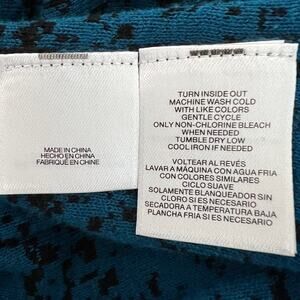 MADE IN CHINA
HECHO EN CHINA
FABRIQUÉ EN CHINE
TURN INSIDE OUT
MACHINE WASH COLD
WITH LIKE COLORS
GENTLE CYCLE
ONLY NON-CHLORINE BLEACH
WHEN NEEDED
TUMBLE DRY LOW
COOL IRON IF NEEDED
VOLTEAR AL REVÉS
LAVAR A MÁQUINA CON AGUA FRIA
CON COLORES SIMILARES
CICLO SUAVE
SOLAMENTE BLANQUEADOR SIN
CLORO SI ES NECESARIO
SECADORA A TEMPERATURA BAJA
PLANCHA FRIA SI ES NECESARIO